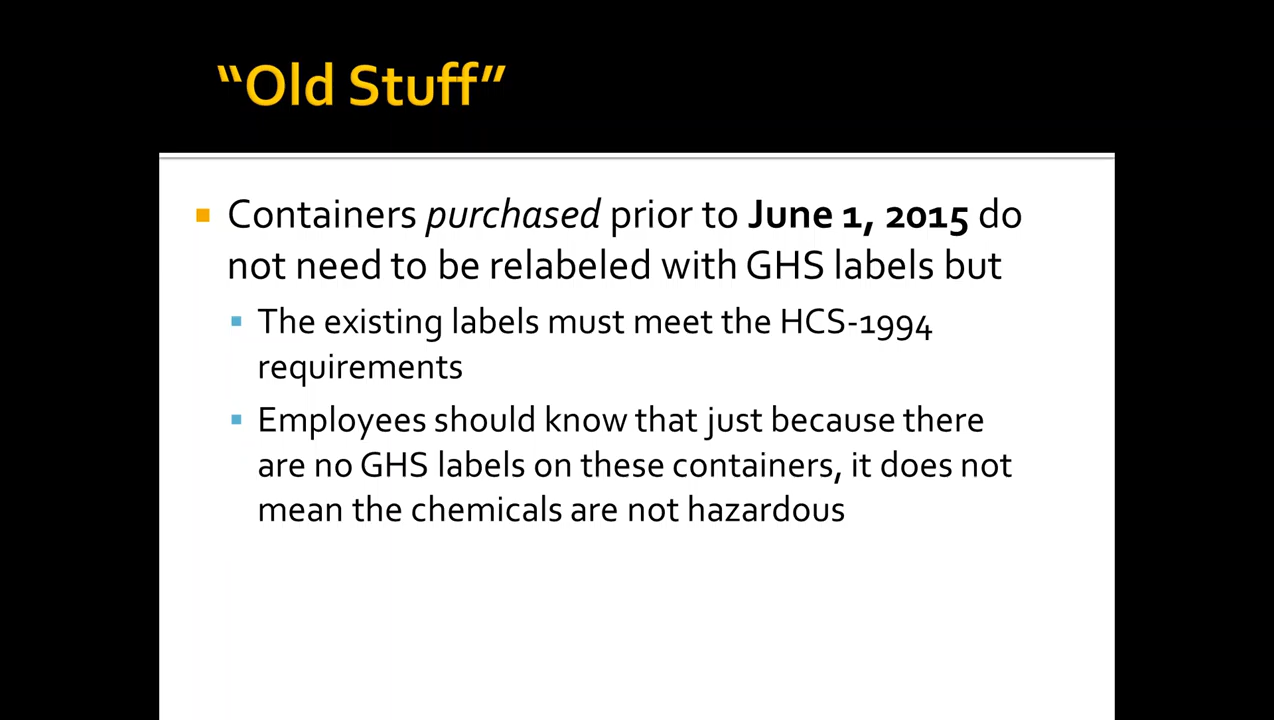 “Old Stuff”
Containers purchased prior to June 1, 2015 do
not need to be relabeled with GHS labels but
The existing labels must meet the HCS-1994
requirements
Employees should know that just because there
are no GHS labels on these containers, it does not
mean the chemicals are not hazardous